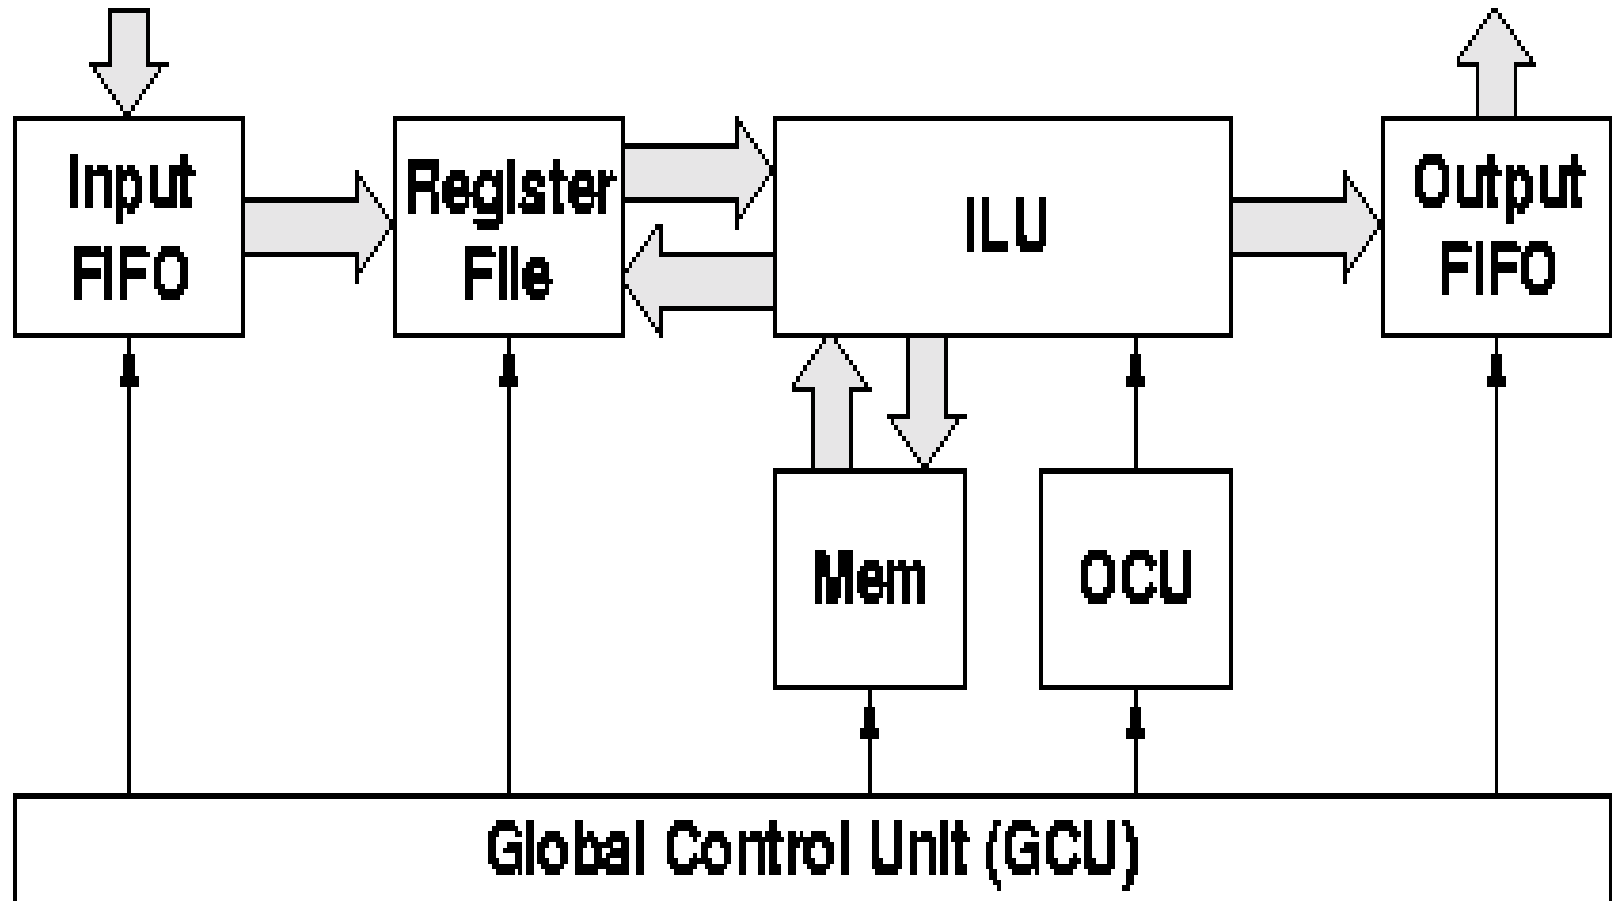 Input
FIFO
Register
File
ILU
Output
FIFO
Mem
OCU
Global Control Unit (GCU)